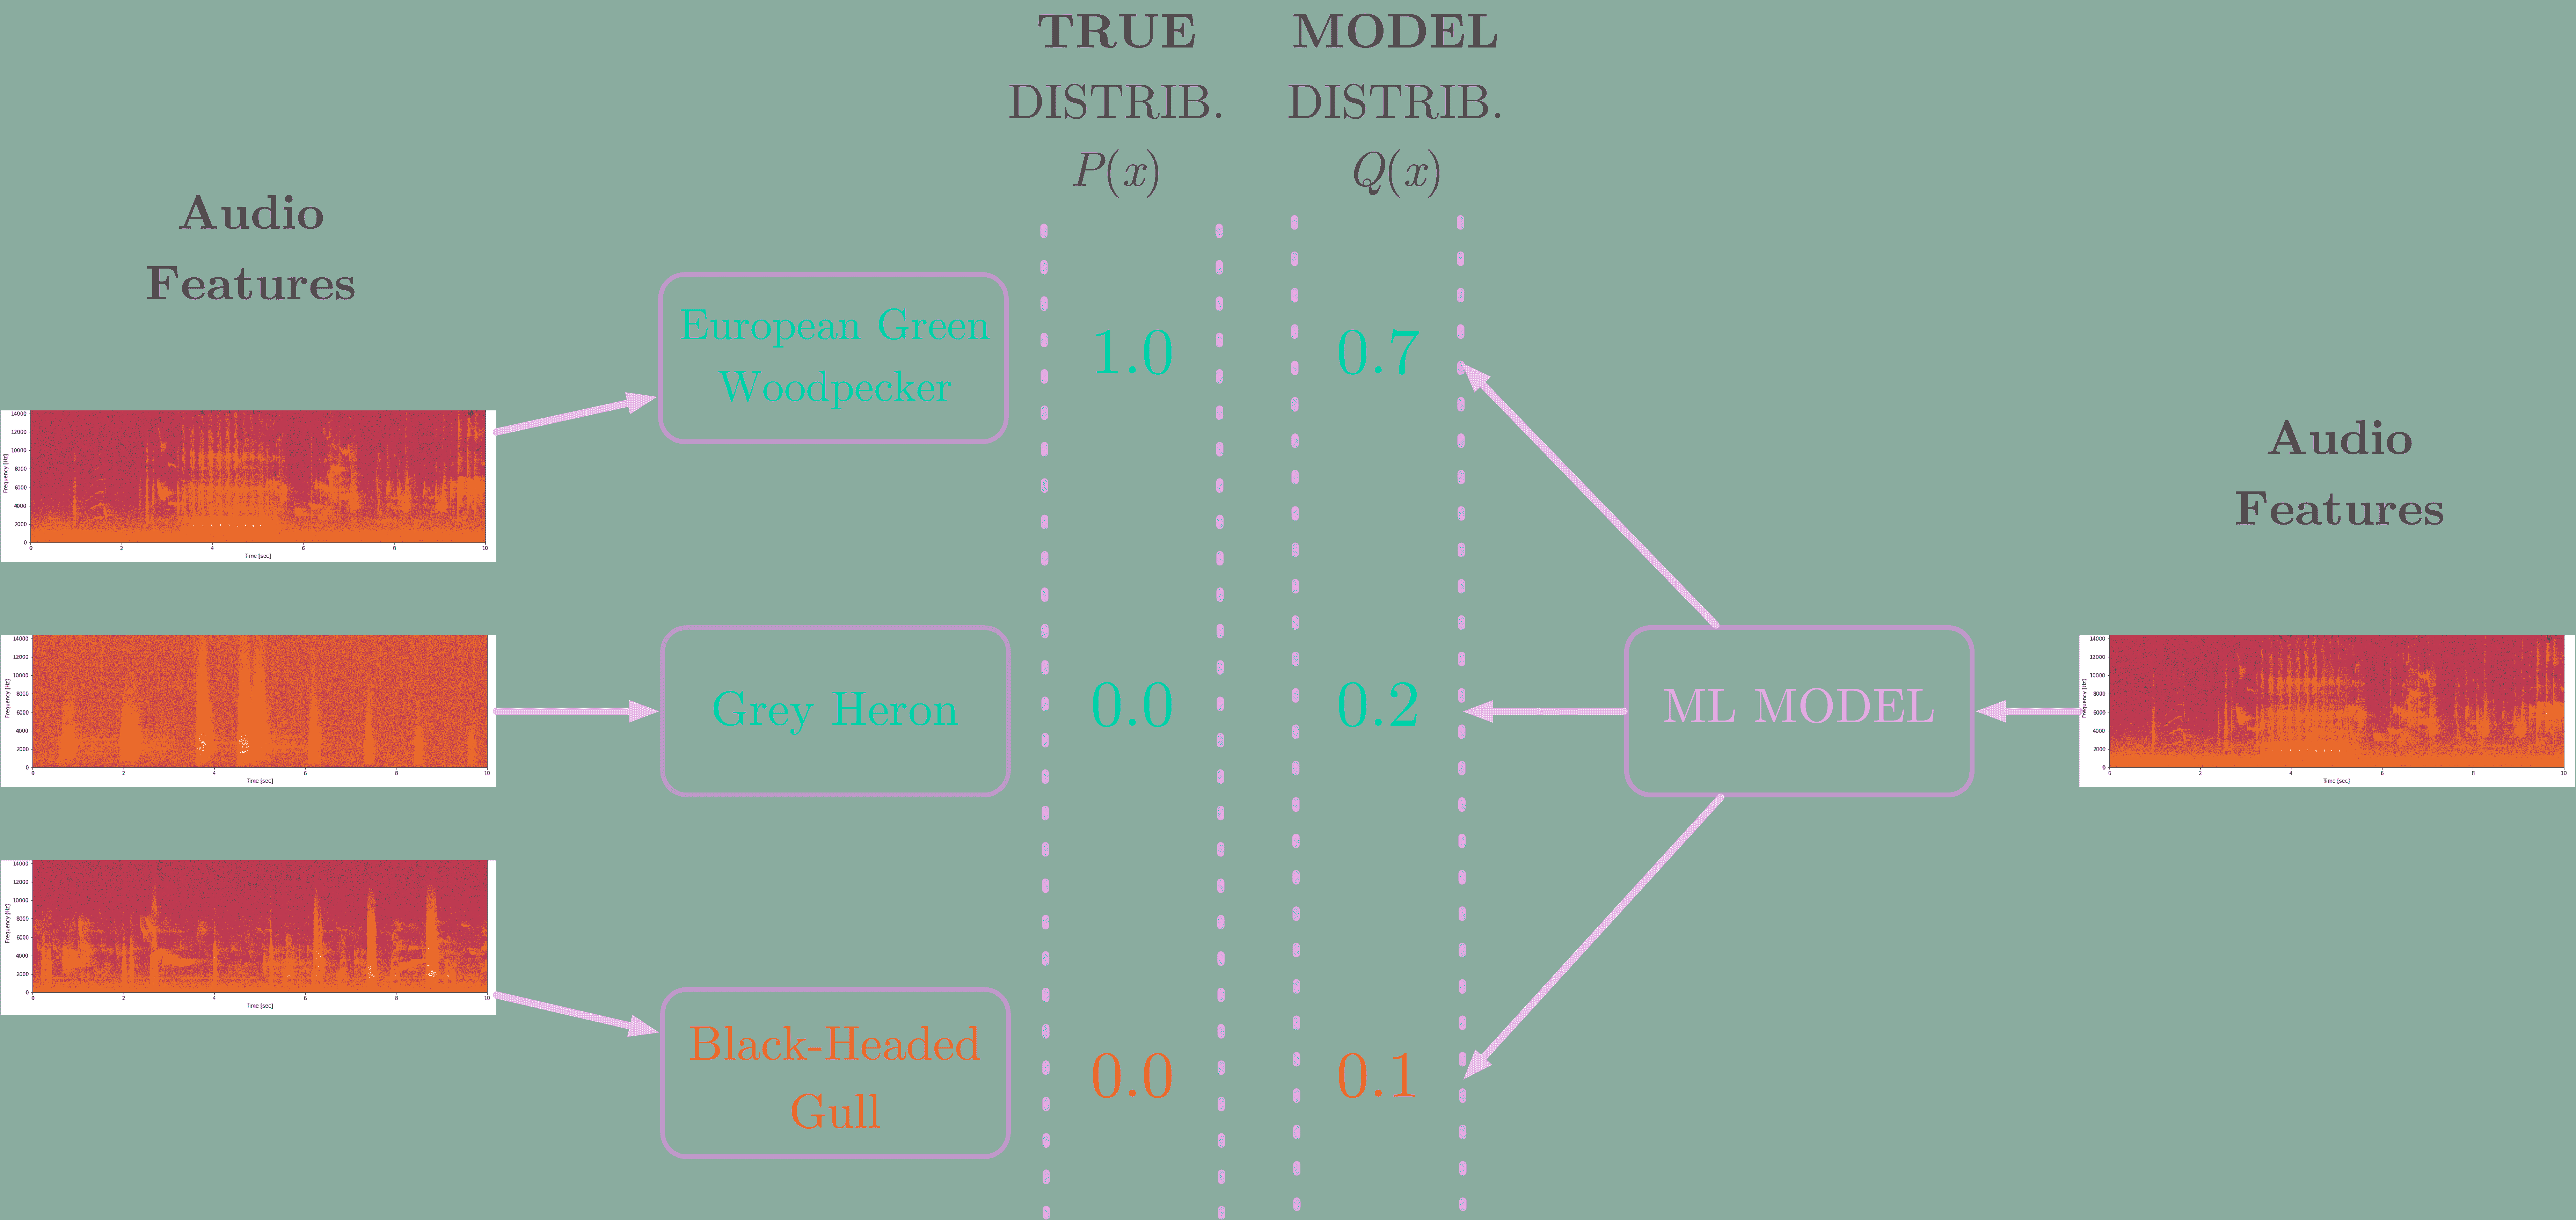 TRUE
DISTRIB.
P(x)
MODEL
DISTRIB.
Q(x)
Audio
Features
European Green
Woodpecker
1.0
0.7
14000
12000
10000
8000
6000
4000
2000
0
Frequency [Hz]
0 2 4 6 8 10
Time [sec]
Audio
Features
14000
12000
10000
8000
6000
4000
2000
0
Frequency [Hz]
0 2 4 6 8 10
Time [sec]
Grey Heron
0.0
0.2
ML MODEL
14000
12000
10000
8000
6000
4000
2000
0
Frequency [Hz]
0 2 4 6 8 10
Time [sec]
14000
12000
10000
8000
6000
4000
2000
0
Frequency [Hz]
0 2 4 6 8 10
Time [sec]
Black-Headed
Gull
0.0
0.1